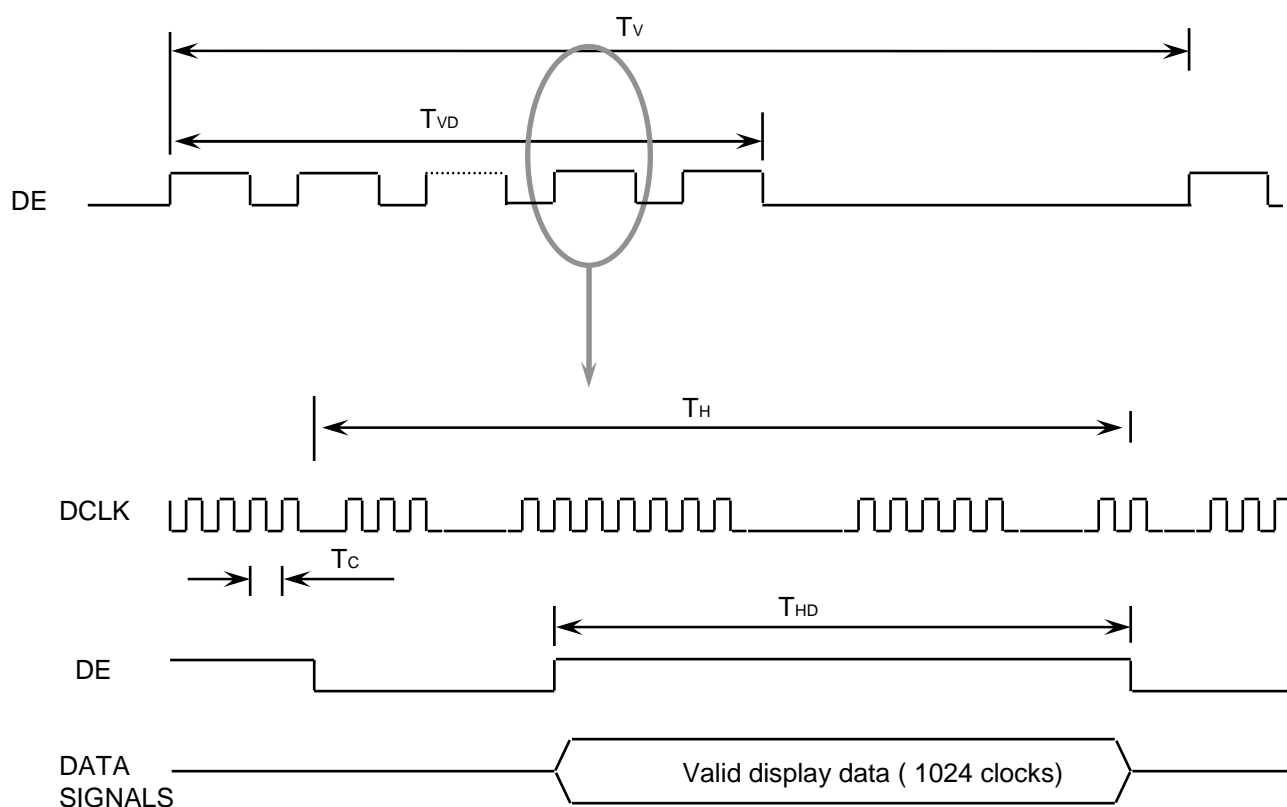 TV
TVD
DE
TH
DCLK
TC
THD
DE
DATA
SIGNALS
Valid display data ( 1024 clocks)